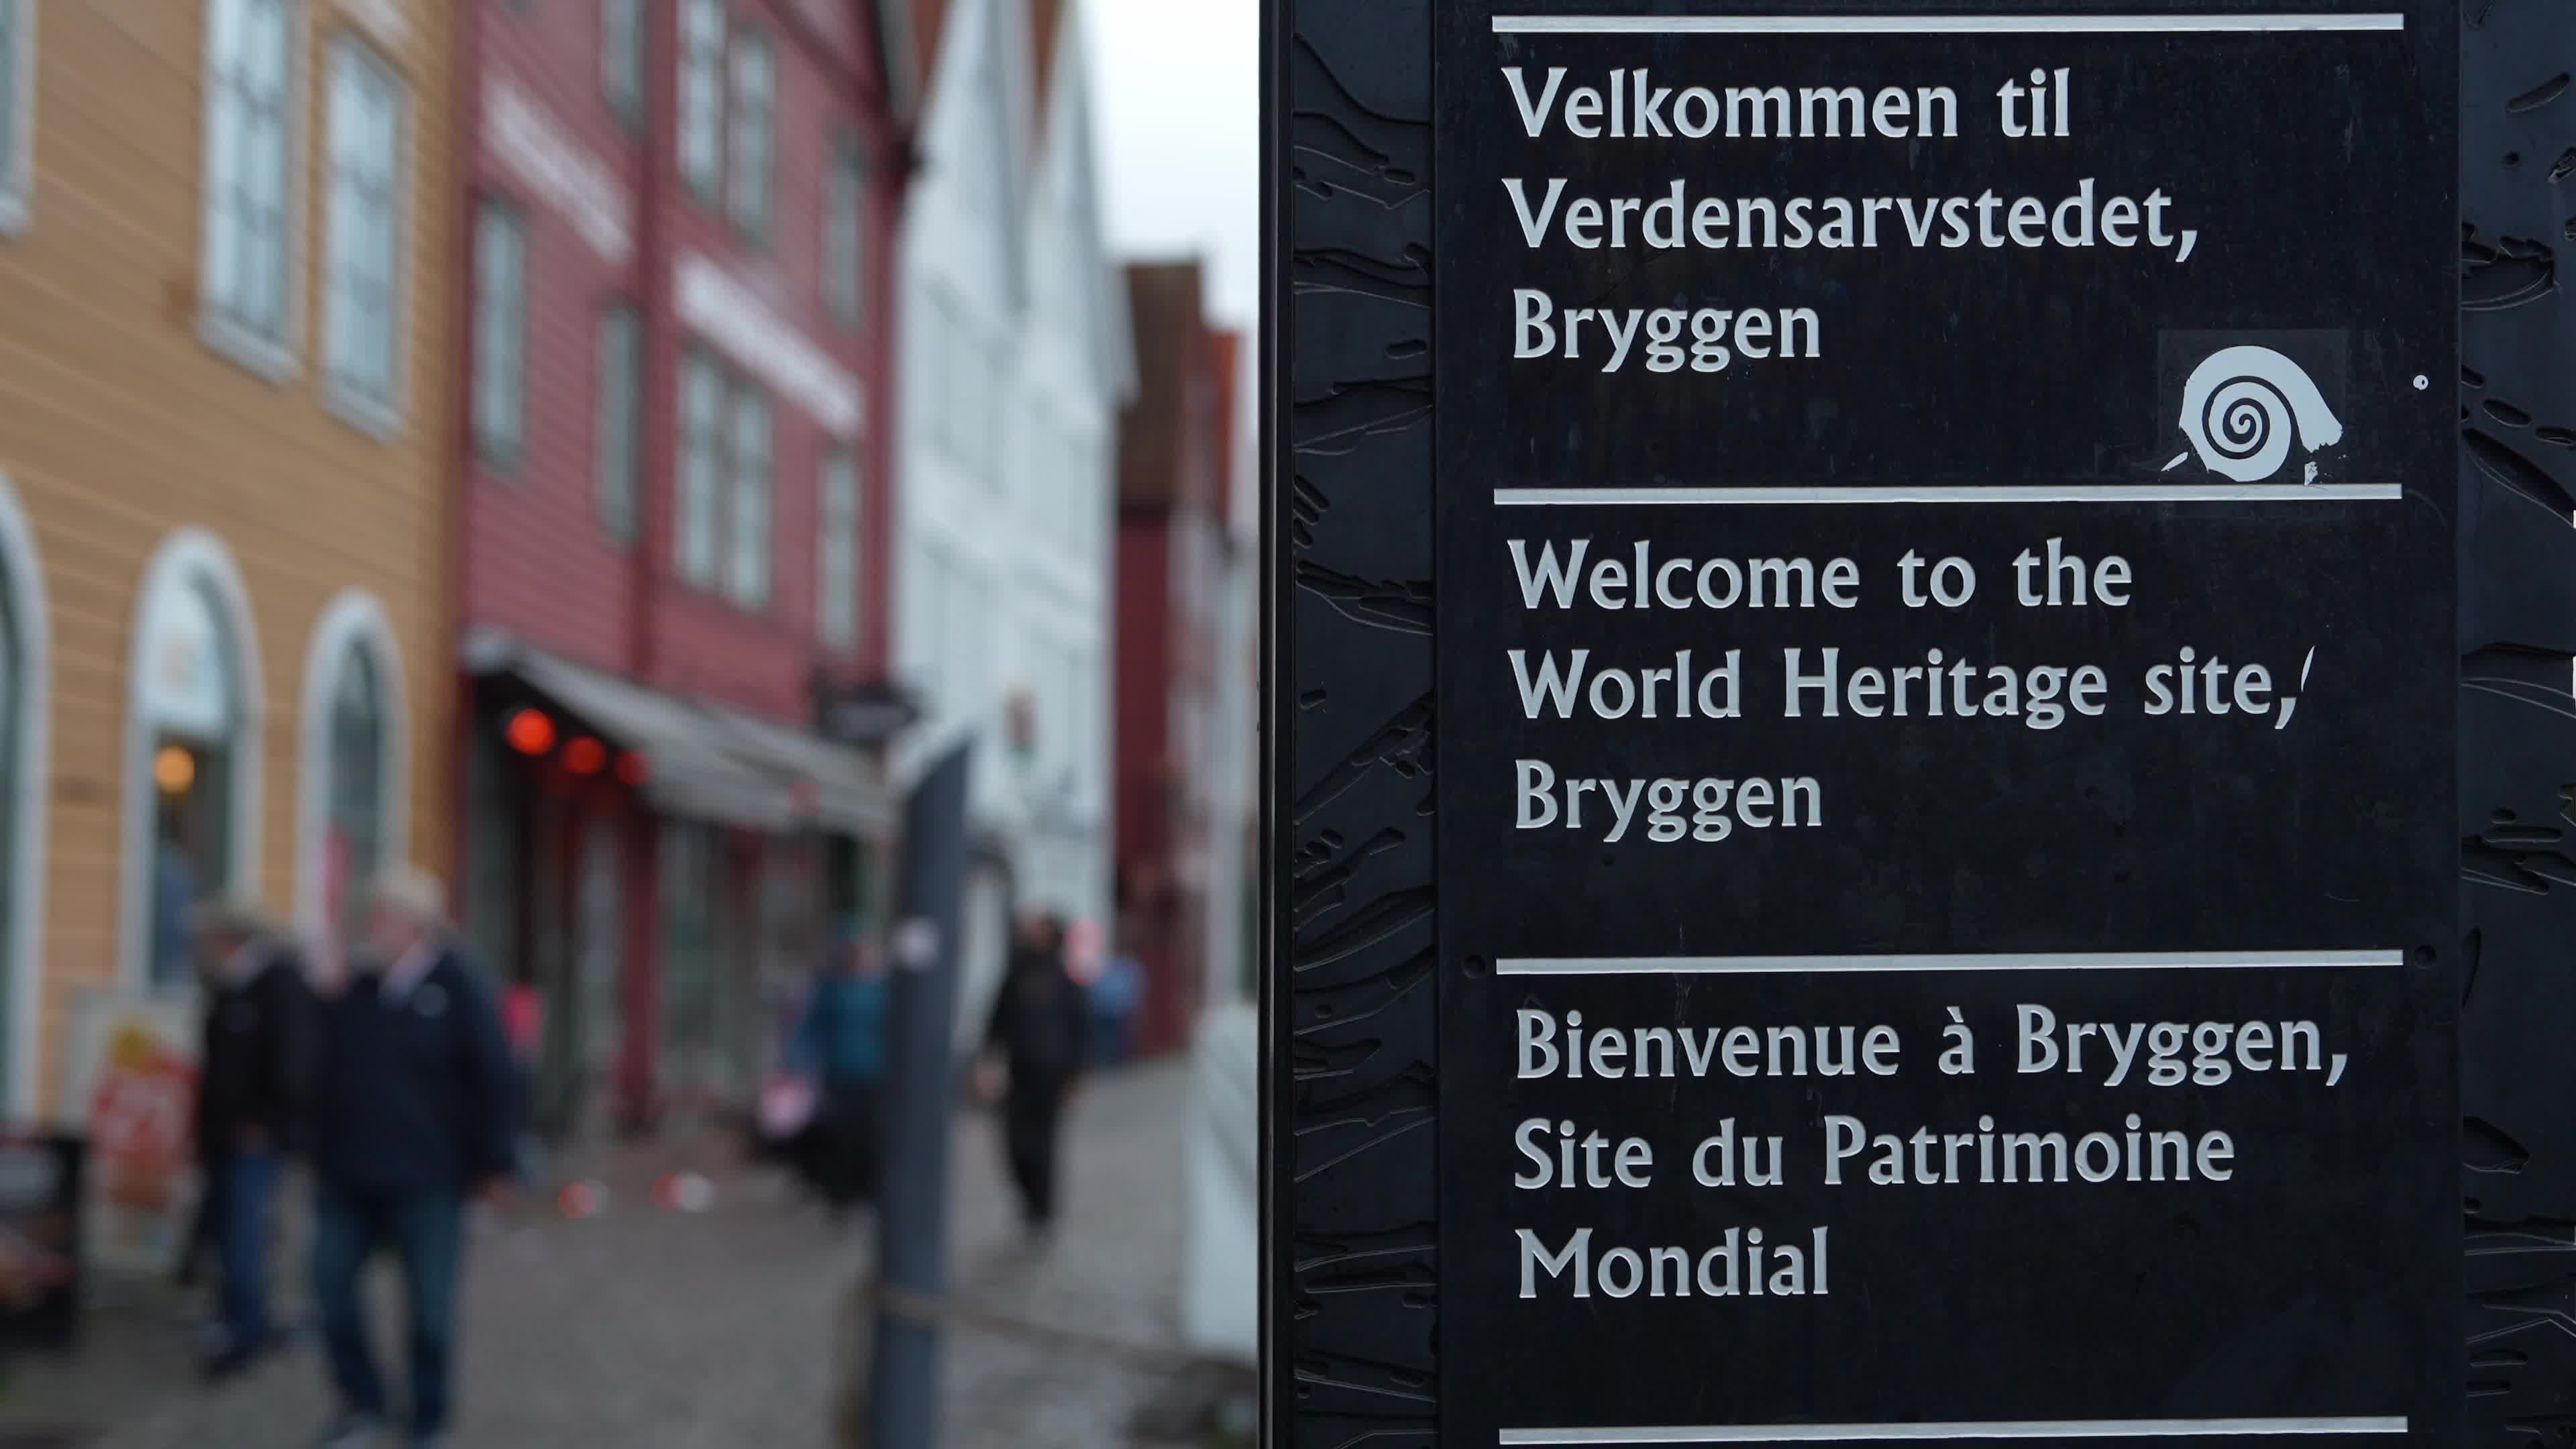 Velkommen til
Verdensarvstedet,
Bryggen
Welcome to the
World Heritage site,
Bryggen
Bienvenue à Bryggen,
Site du Patrimoine
Mondial